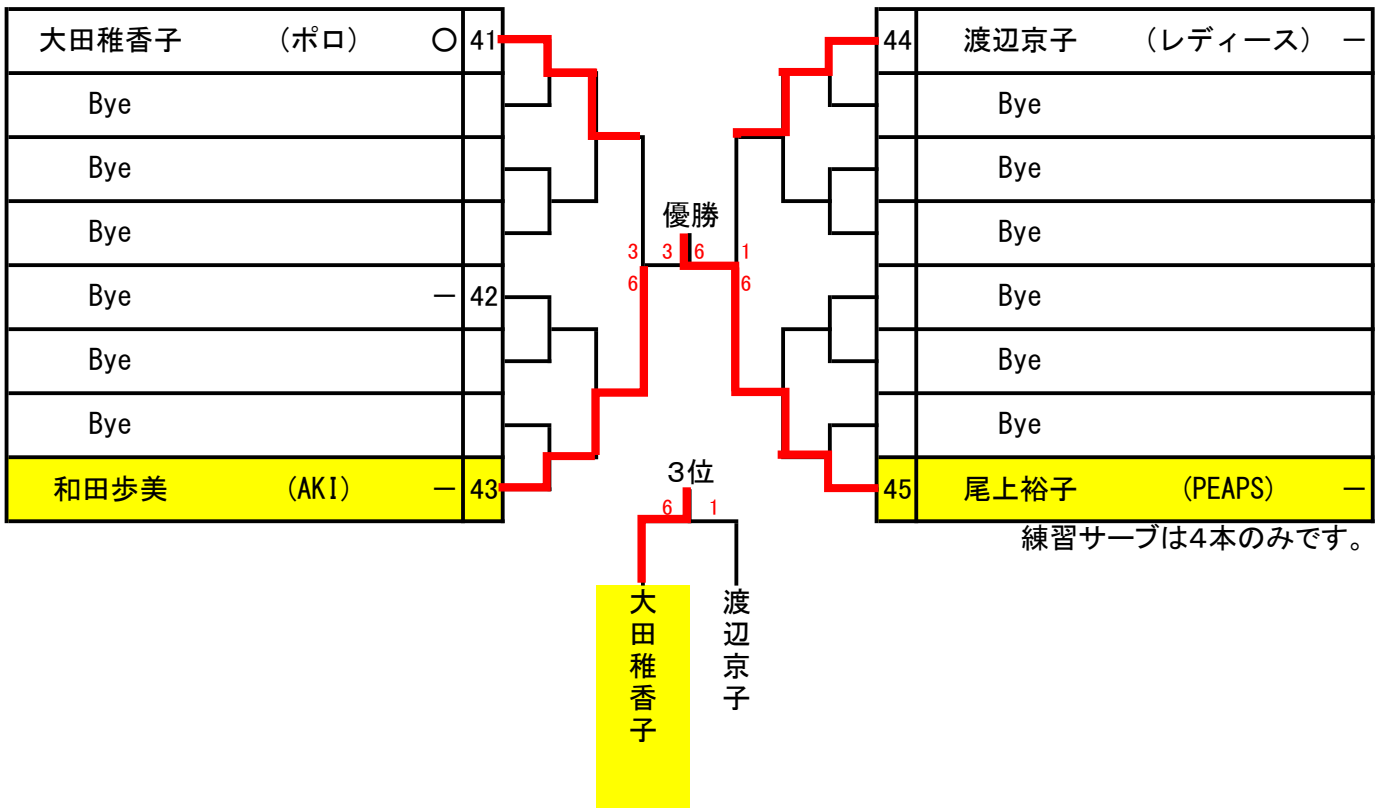 大田稚香子 (ポロ) ○ 41
Bye
Bye
Bye
Bye － 42
Bye
Bye
和田歩美 (AKI) － 43
優勝
3 3 6 1
6 6
3位
6 1
大田稚香子
渡辺京子
44 渡辺京子 (レディース) －
Bye
Bye
Bye
Bye
Bye
Bye
45 尾上裕子 (PEAPS) －
練習サーブは4本のみです。